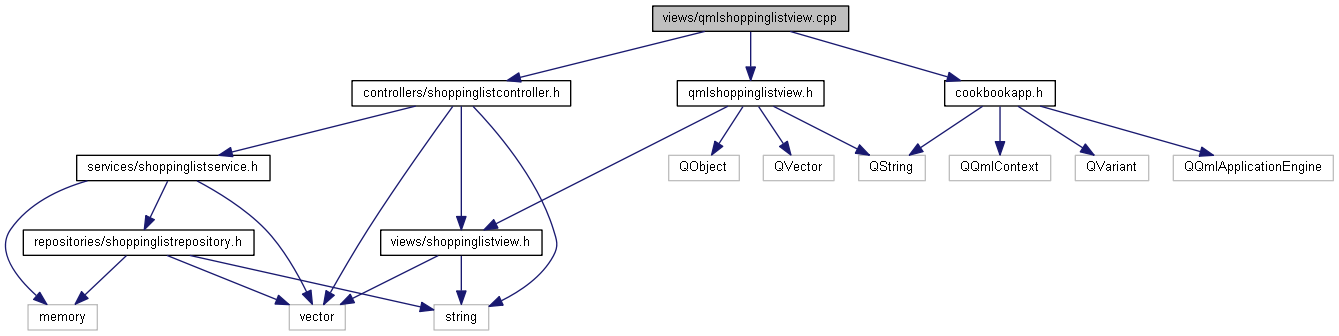 views/qmlshoppinglistview.cpp
controllers/shoppinglistcontroller.h
qmlshoppinglistview.h
cookbookapp.h
services/shoppinglistservice.h
QObject
QVector
QString
QQmlContext
QVariant
QQmlApplicationEngine
repositories/shoppinglistrepository.h
views/shoppinglistview.h
memory
vector
string